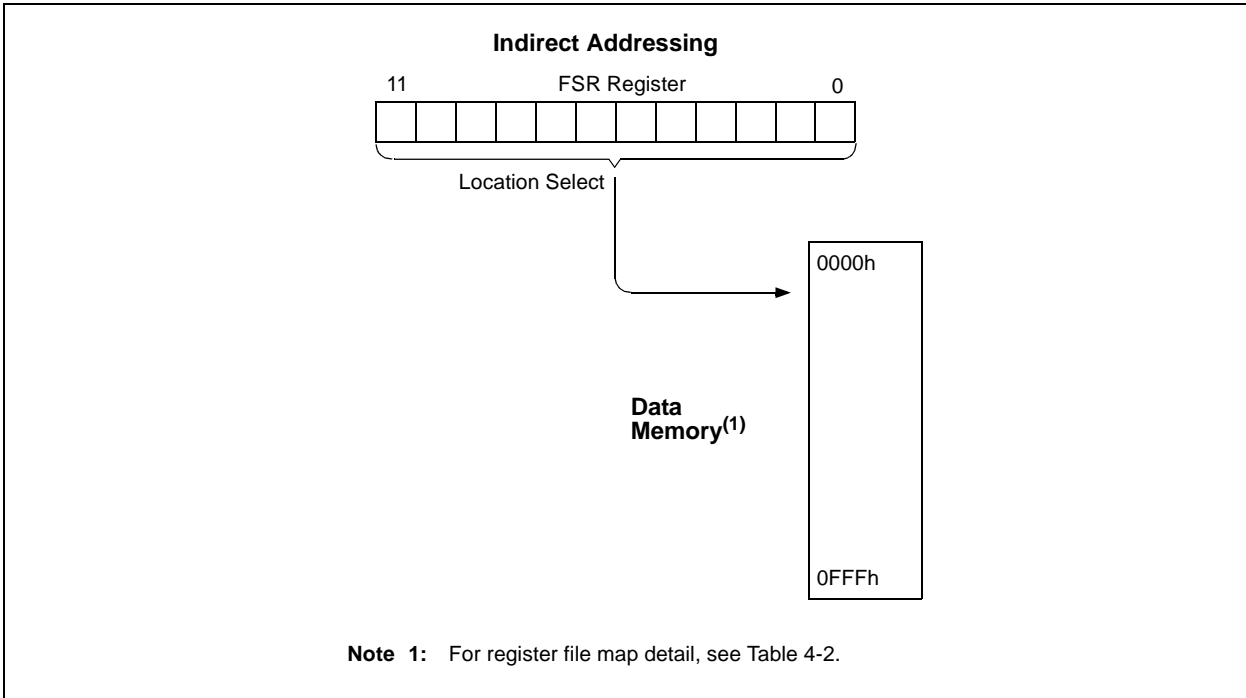 Indirect Addressing
11 FSR Register 0
Location Select
0000h
Data
Memory(1)
0FFFh
Note 1: For register file map detail, see Table 4-2.